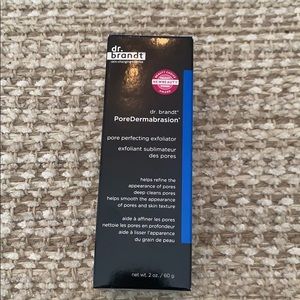 dr.
brandt
dr. brandt®
PoreDermabrasion™
pore perfecting exfoliator
exfoliant sublimateur
des pores
helps refine the
appearance of pores
deep cleans pores
helps smooth the appearance
of pores and skin texture
aide à affiner les pores
nettoie les pores en profondeur
aide à lisser l'apparence
du grain de peau
net wt. 2 oz. / 60 g